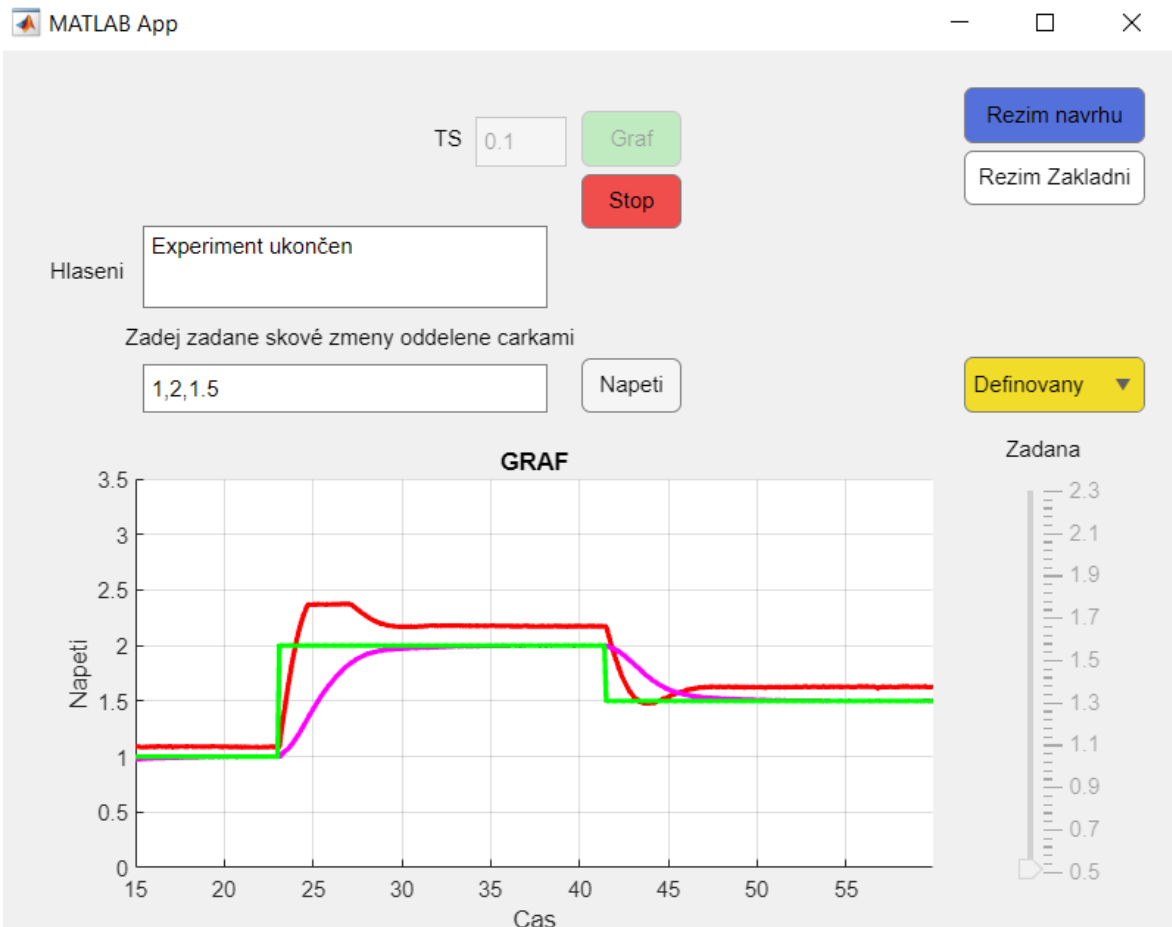 MATLAB App
Rezim navrhu
TS 0.1 Graf
Rezim Zakladni
Stop
Experiment ukončen
Hlaseni
Zadej zadane skové zmeny oddelene carkami
1,2,1.5 Napeti Definovany
GRAF
Zadana
3.5
3
2.5
2
1.5
1
0.5
0
Napeti
15 20 25 30 35 40 45 50 55
Cas
2.3
2.1
1.9
1.7
1.5
1.3
1.1
0.9
0.7
0.5